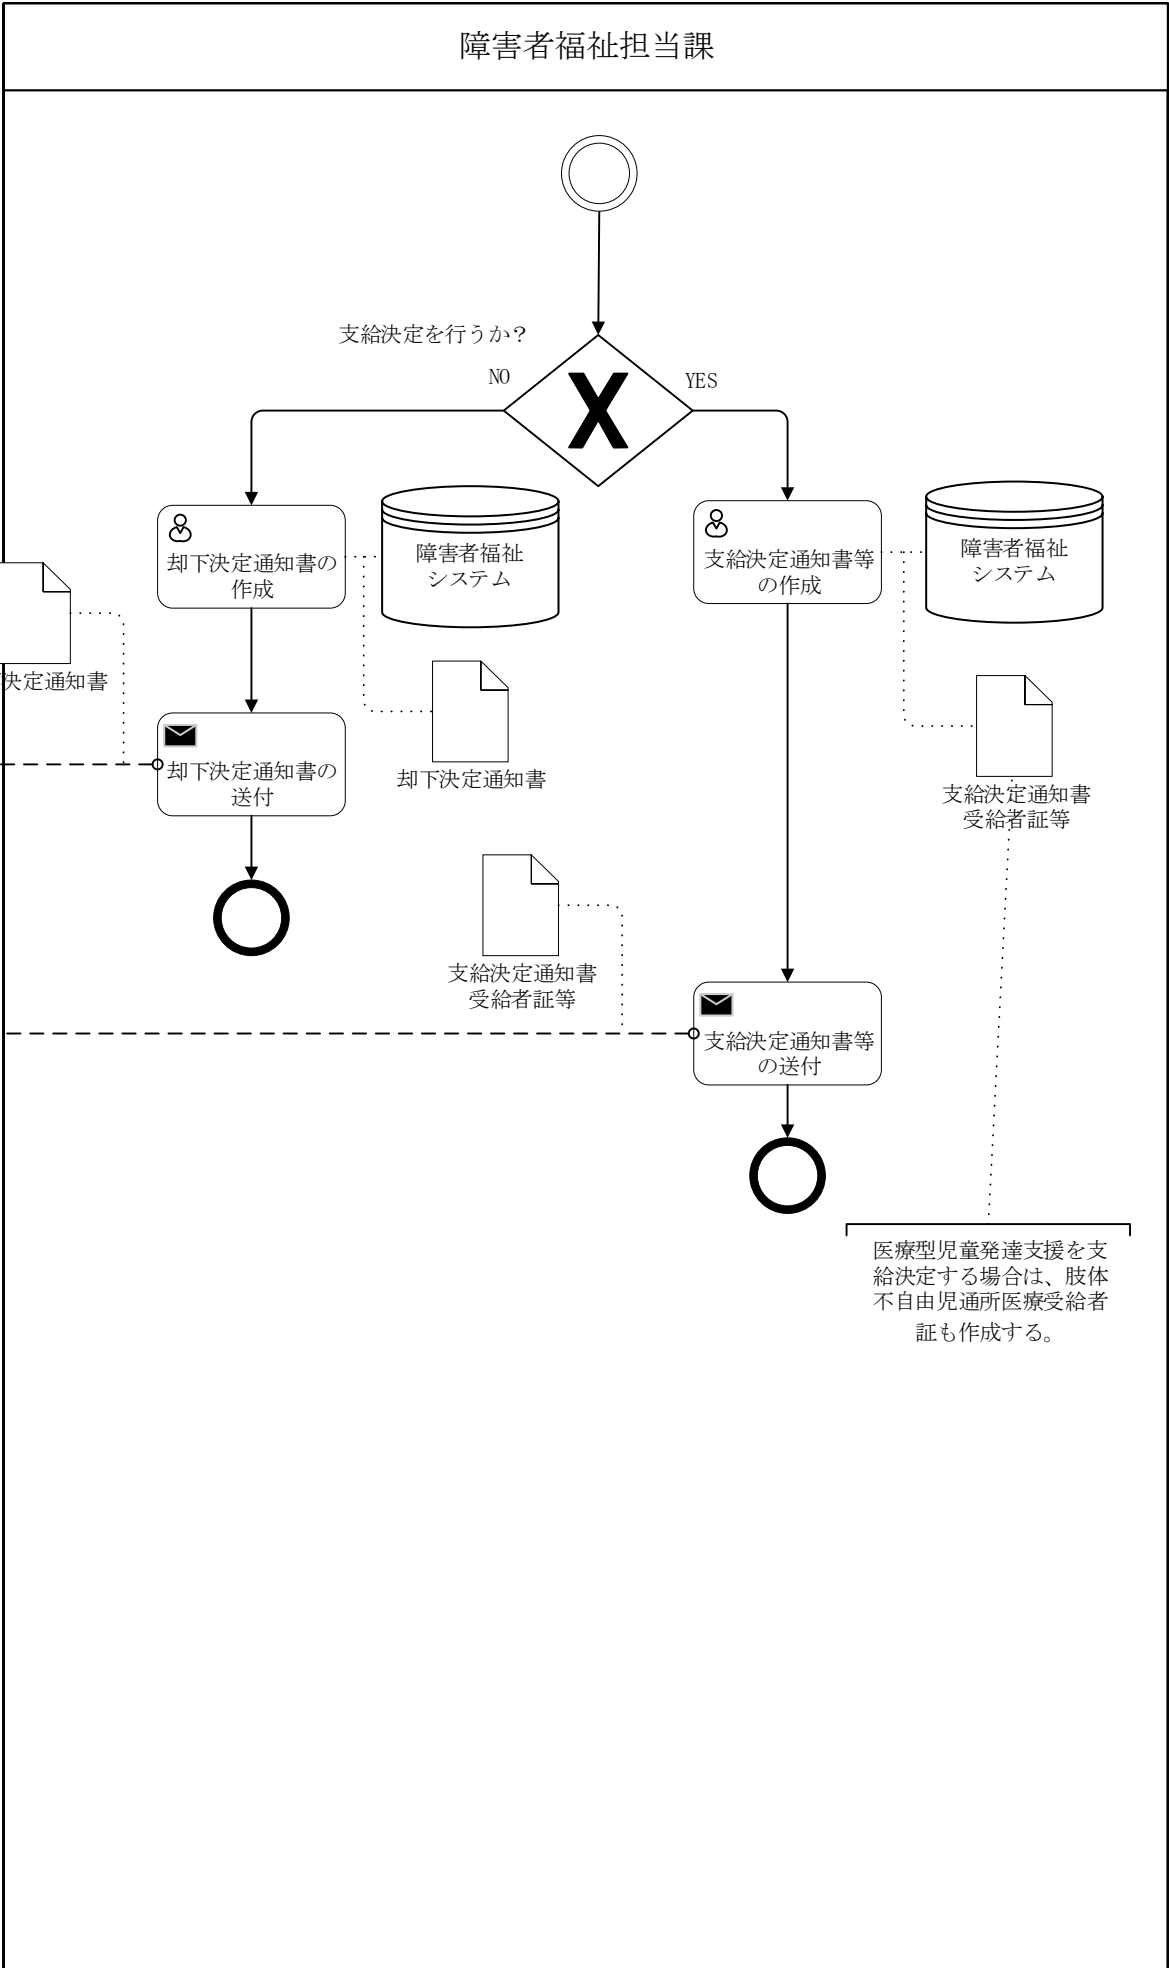 障害者福祉担当課
支給決定を行うか？
NO
YES
却下決定通知書の
作成
障害者福祉
システム
支給決定通知書等
の作成
障害者福祉
システム
決定通知書
却下決定通知書の
送付
却下決定通知書
支給決定通知書
受給者証等
支給決定通知書
受給者証等
支給決定通知書等
の送付
医療型児童発達支援を支
給決定する場合は、肢体
不自由児通所医療受給者
証も作成する。